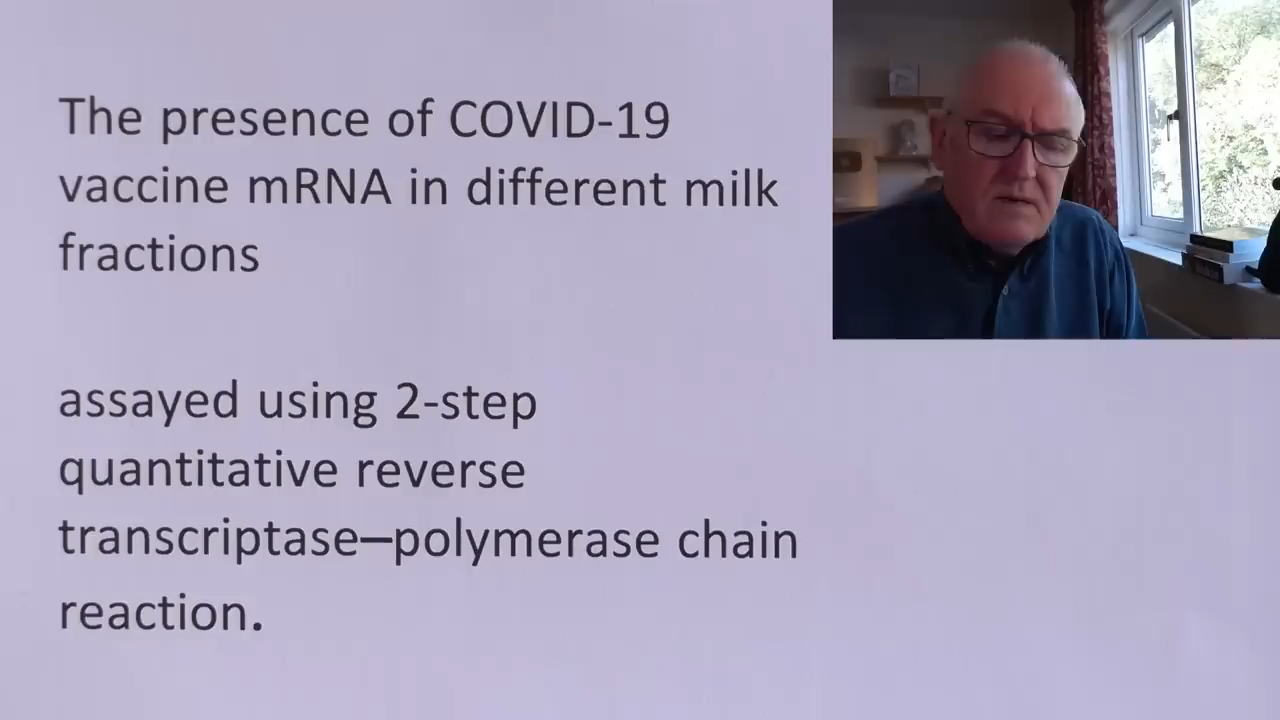 The presence of COVID-19
vaccine mRNA in different milk
fractions
assayed using 2-step
quantitative reverse
transcriptase–polymerase chain
reaction.